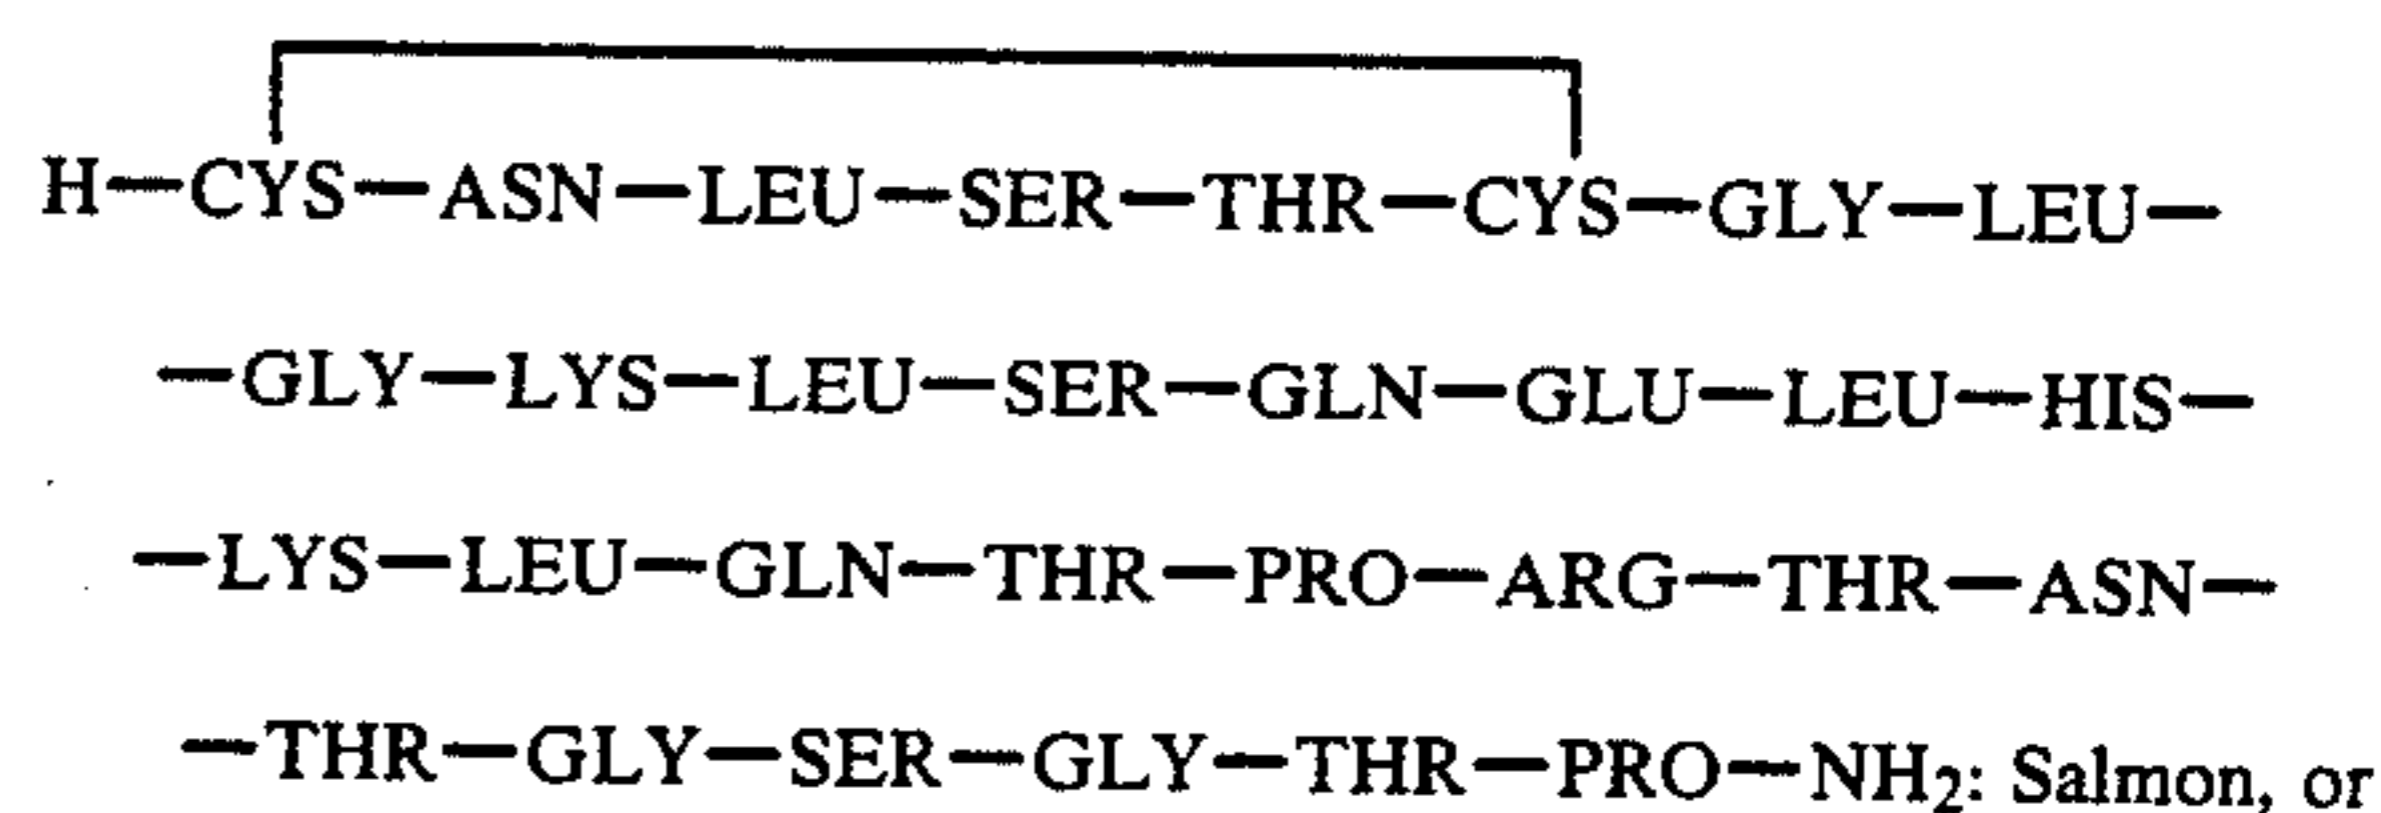 H—CYS—ASN—LEU—SER—THR—CYS—GLY—LEU—
—GLY—LYS—LEU—SER—GLN—GLU—LEU—HIS—
—LYS—LEU—GLN—THR—PRO—ARG—THR—ASN—
—THR—GLY—SER—GLY—THR—PRO—NH₂: Salmon, or